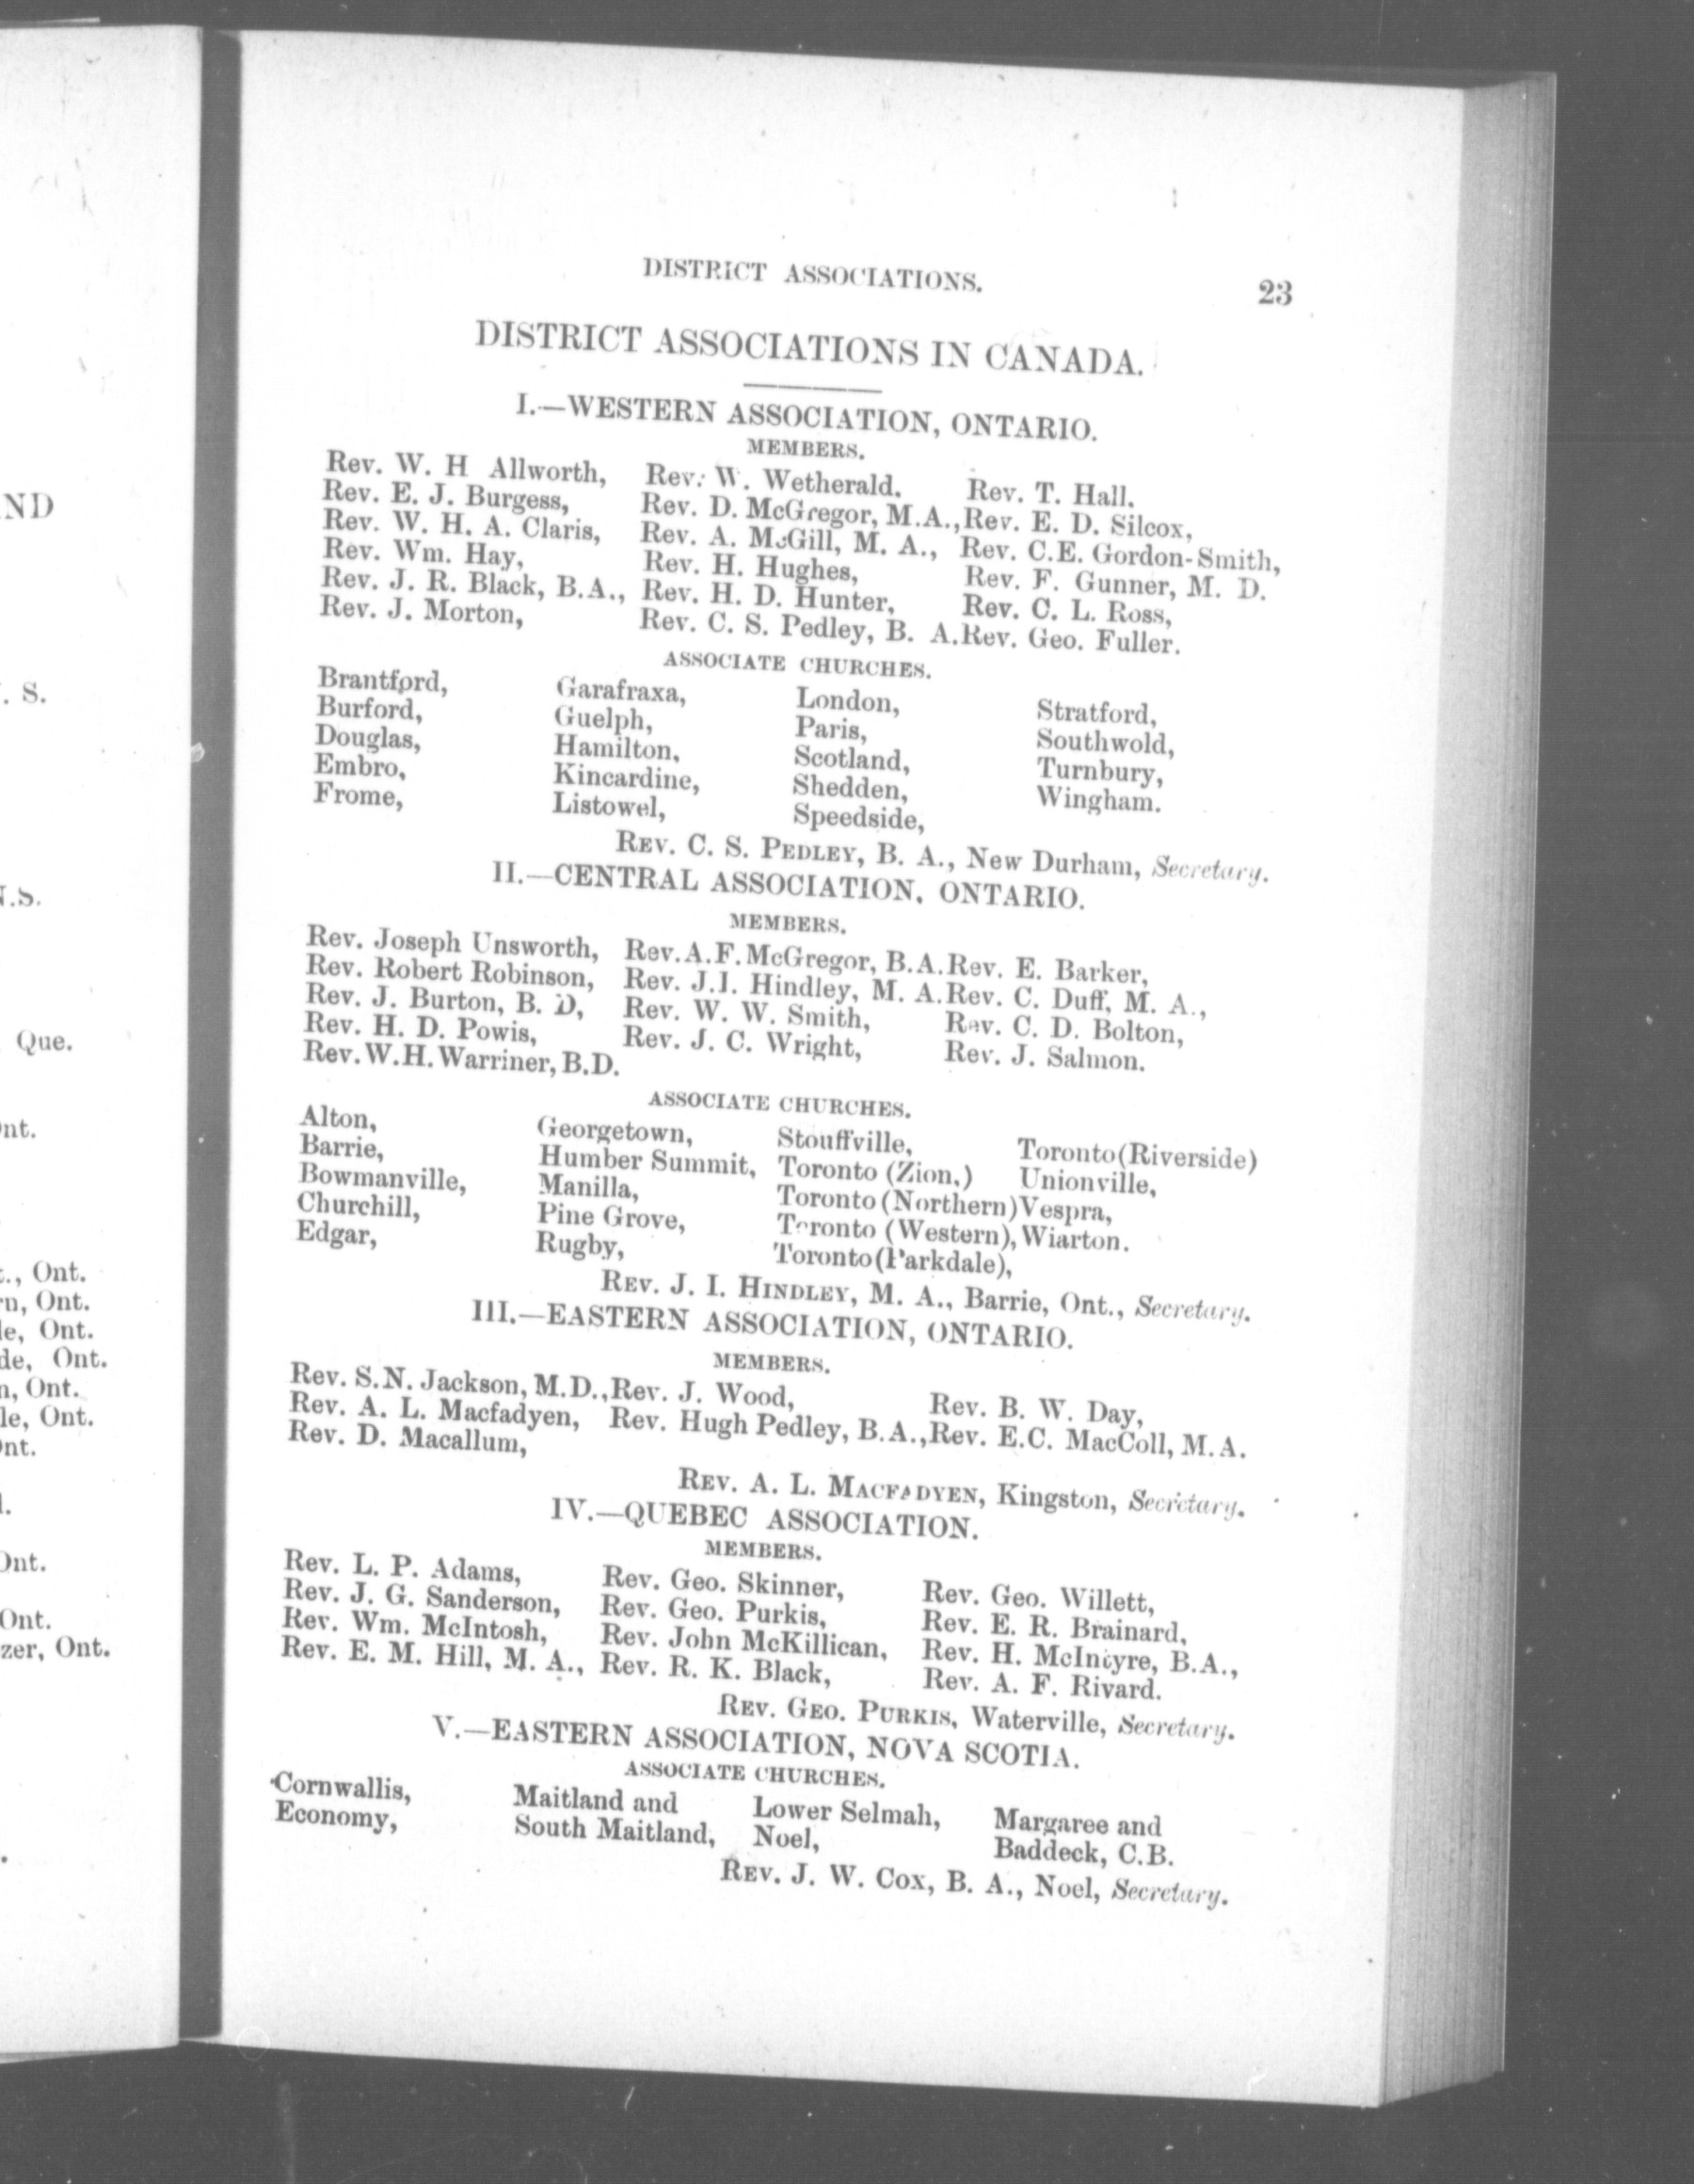 DISTRICT ASSOCIATIONS. 23
DISTRICT ASSOCIATIONS IN CANADA.
I.—WESTERN ASSOCIATION, ONTARIO.
MEMBERS.
Rev. W. H Allworth, Rev. W. Wetherald. Rev. T. Hall.
Rev. E. J. Burgess, Rev. D. McGregor, M.A., Rev. E. D. Silcox,
Rev. W. H. A. Claris, Rev. A. McGill, M. A., Rev. C.E. Gordon-Smith,
Rev. Wm. Hay, Rev. H. Hughes, Rev. F. Gunner, M. D.
Rev. J. R. Black, B.A., Rev. H. D. Hunter, Rev. C. L. Ross,
Rev. J. Morton, Rev. C. S. Pedley, B. A. Rev. Geo. Fuller.
ASSOCIATE CHURCHES.
Brantford, Garafraxa, London, Stratford,
Burford, Guelph, Paris, Southwold,
Douglas, Hamilton, Scotland, Turnbury,
Embro, Kincardine, Shedden, Wingham.
Frome, Listowel, Speedside,
REV. C. S. PEDLEY, B. A., New Durham, Secretary.
II.—CENTRAL ASSOCIATION, ONTARIO.
MEMBERS.
Rev. Joseph Unsworth, Rev. A.F. McGregor, B.A. Rev. E. Barker,
Rev. Robert Robinson, Rev. J.I. Hindley, M. A. Rev. C. Duff, M. A.,
Rev. J. Burton, B. D, Rev. W. W. Smith, Rev. C. D. Bolton,
Rev. H. D. Powis, Rev. J. C. Wright, Rev. J. Salmon.
Rev. W.H. Warriner, B.D.
ASSOCIATE CHURCHES.
Alton, Georgetown, Stouffville, Toronto (Riverside)
Barrie, Humber Summit, Toronto (Zion,) Unionville,
Bowmanville, Manilla, Toronto (Northern) Vespra,
Churchill, Pine Grove, Toronto (Western), Wiarton.
Edgar, Rugby, Toronto (Parkdale),
REV. J. I. HINDLEY, M. A., Barrie, Ont., Secretary.
III.—EASTERN ASSOCIATION, ONTARIO.
MEMBERS.
Rev. S.N. Jackson, M.D., Rev. J. Wood, Rev. B. W. Day,
Rev. A. L. Macfadyen, Rev. Hugh Pedley, B.A., Rev. E.C. MacColl, M.A.
Rev. D. Macallum,
REV. A. L. MACFADYEN, Kingston, Secretary.
IV.—QUEBEC ASSOCIATION.
MEMBERS.
Rev. L. P. Adams, Rev. Geo. Skinner, Rev. Geo. Willett,
Rev. J. G. Sanderson, Rev. Geo. Purkis, Rev. E. R. Brainard,
Rev. Wm. McIntosh, Rev. John McKillican, Rev. H. McIntyre, B.A.,
Rev. E. M. Hill, M. A., Rev. R. K. Black, Rev. A. F. Rivard.
REV. GEO. PURKIS, Waterville, Secretary.
V.—EASTERN ASSOCIATION, NOVA SCOTIA.
ASSOCIATE CHURCHES.
Cornwallis, Maitland and Lower Selmah, Margaree and
Economy, South Maitland, Noel, Baddeck, C.B.
REV. J. W. COX, B. A., Noel, Secretary.